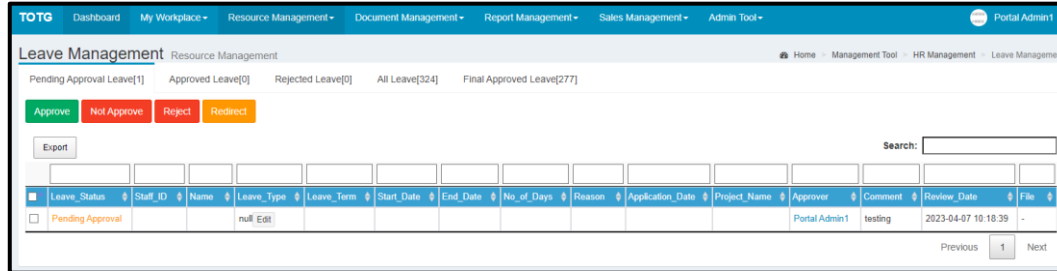 TOTG Dashboard My Workplace Resource Management Document Management Report Management Sales Management Admin Tool Portal Admin1
Leave Management Resource Management Home Management Tool HR Management Leave Manageme
Pending Approval Leave[1] Approved Leave[0] Rejected Leave[0] All Leave[324] Final Approved Leave[277]
Approve Not Approve Reject Redirect
Export Search:
Leave_Status Staff_ID Name Leave_Type Leave_Term Start_Date End_Date No_of_Days Reason Application_Date Project_Name Approver Comment Review_Date File
Pending Approval null Edit Portal Admin1 testing 2023-04-07 10:18:39 -
Previous 1 Next